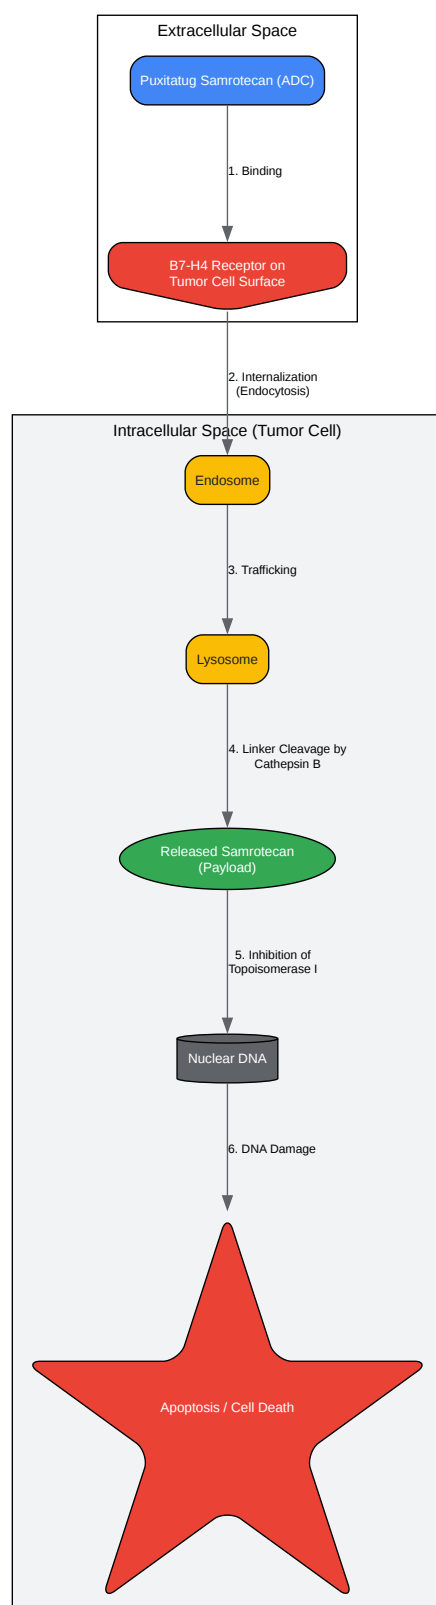 Extracellular Space
Puxitatug Samrotecan (ADC)
1. Binding
B7-H4 Receptor on
Tumor Cell Surface
2. Internalization
(Endocytosis)
Intracellular Space (Tumor Cell)
Endosome
3. Trafficking
Lysosome
4. Linker Cleavage by
Cathepsin B
Released Samrotecan
(Payload)
5. Inhibition of
Topoisomerase I
Nuclear DNA
6. DNA Damage
Apoptosis / Cell Death